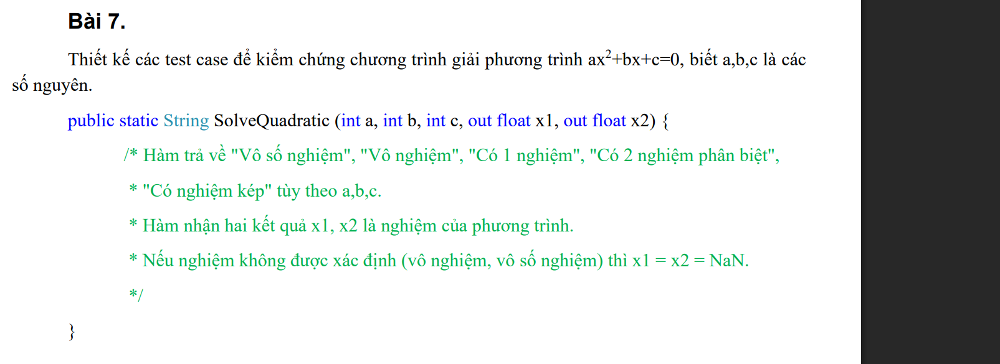 Bài 7.
Thiết kế các test case để kiểm chứng chương trình giải phương trình ax²+bx+c=0, biết a,b,c là các
số nguyên.
public static String SolveQuadratic (int a, int b, int c, out float x1, out float x2) {
/* Hàm trả về "Vô số nghiệm", "Vô nghiệm", "Có 1 nghiệm", "Có 2 nghiệm phân biệt",
* "Có nghiệm kép" tùy theo a,b,c.
* Hàm nhận hai kết quả x1, x2 là nghiệm của phương trình.
* Nếu nghiệm không được xác định (vô nghiệm, vô số nghiệm) thì x1 = x2 = NaN.
*/
}